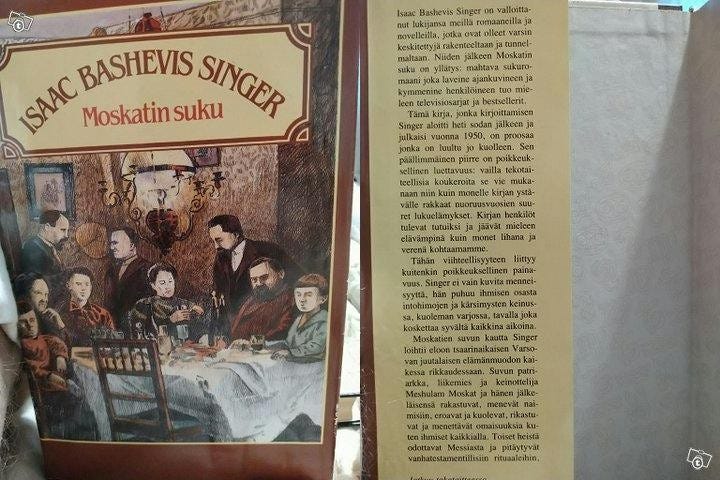 ISAAC BASHEVIS SINGER
Moskatin suku
Isaac Bashevis Singer on valloitta-
nut lukijansa meillä romaaneilla ja
novelleilla, jotka ovat olleet varsin
keskitettyjä rakenteeltaan ja tunnel-
maltaan. Niiden jälkeen Moskatin
suku on yllätys: mahtava sukuro-
maani joka laveine ajankuvineen ja
kymmenine henkilöineen tuo mie-
leen televisiosarjat ja bestsellerit.
Tämä kirja, jonka kirjoittamisen
Singer aloitti heti sodan jälkeen ja
julkaisi vuonna 1950, on proosaa
jonka on luultu jo kuolleen. Sen
päällimmäinen piirre on poikkeuk-
sellinen luettavuus: vailla tekotai-
teellisia koukeroita se vie muka-
naan niin kuin monelle kirjan ystä-
välle rakkaat nuoruusvuosien suu-
ret lukuelämykset. Kirjan henkilöt
tulevat tutuiksi ja jäävät mieleen
elävämpinä kuin monet lihana ja
verenä kohtaamamme.
Tähän viihteellisyyteen liittyy
kuitenkin poikkeuksellinen paina-
vuus. Singer ei vain kuvita mennei-
syyttä, hän puhuu ihmisen osasta
intohimojen ja kärsimysten keinus-
sa, kuoleman varjossa, tavalla joka
koskettaa syvältä kaikkina aikoina.
Moskatien suvun kautta Singer
loihtii eloon tsaarinaikaisen Varso-
van juutalaisen elämänmuodon kai-
kessa rikkaudessaan. Suvun patri-
arkka, liikemies ja keinottelija
Meshulam Moskat ja hänen jälke-
läisensä rakastuvat, menevät nai-
misiin, eroavat ja kuolevat, rikastu-
vat ja menettävät omaisuuksia ku-
ten ihmiset kaikkialla. Toiset heistä
odottavat Messiasta ja pitäytyvät
vanhatestamentillisiin rituaaleihin,